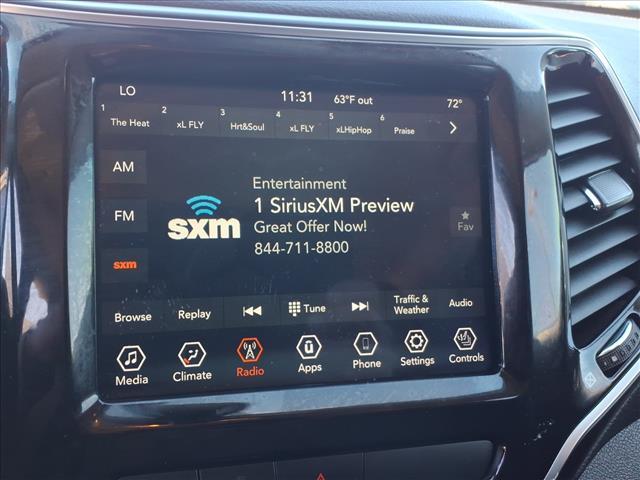 LO 11:31 63°F out 72°
1 The Heat 2 xL FLY 3 Hrt&Soul 4 xL FLY 5 xLHipHop 6 Praise
AM
FM
sxm
sxm
Entertainment
1 SiriusXM Preview
Great Offer Now!
844-711-8800
Fav
Browse Replay Tune Traffic & Weather Audio
Media Climate Radio Apps Phone Settings Controls